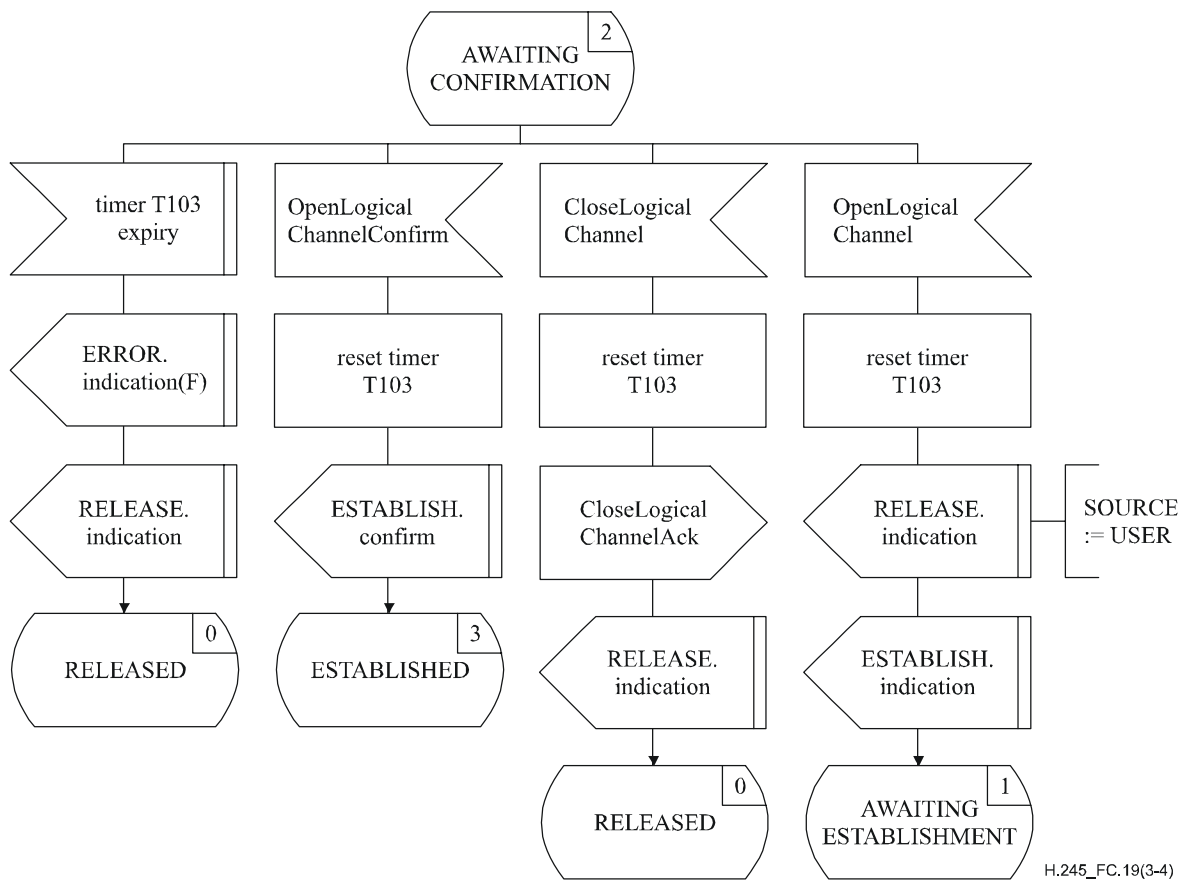 2
AWAITING
CONFIRMATION
timer T103
expiry
ERROR.
indication(F)
RELEASE.
indication
0
RELEASED
OpenLogical
ChannelConfirm
reset timer
T103
ESTABLISH.
confirm
3
ESTABLISHED
CloseLogical
Channel
reset timer
T103
CloseLogical
ChannelAck
RELEASE.
indication
0
RELEASED
OpenLogical
Channel
reset timer
T103
RELEASE.
indication
SOURCE
:= USER
ESTABLISH.
indication
1
AWAITING
ESTABLISHMENT
H.245_FC.19(3-4)